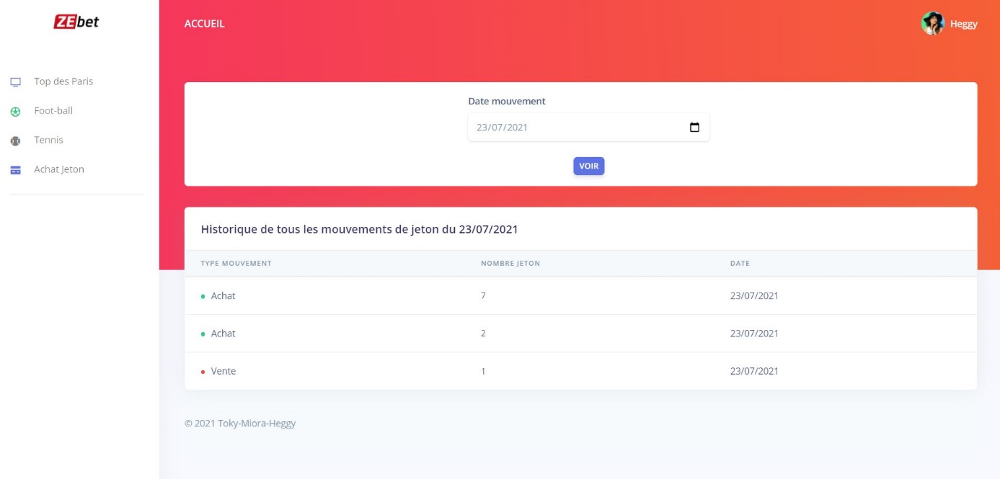 ZEbet
ACCUEIL
Heggy
Top des Paris
Foot-ball
Tennis
Achat Jeton
Date mouvement
23/07/2021
VOIR
Historique de tous les mouvements de jeton du 23/07/2021
TYPE MOUVEMENT NOMBRE JETON DATE
Achat 7 23/07/2021
Achat 2 23/07/2021
Vente 1 23/07/2021
© 2021 Toky-Miora-Heggy